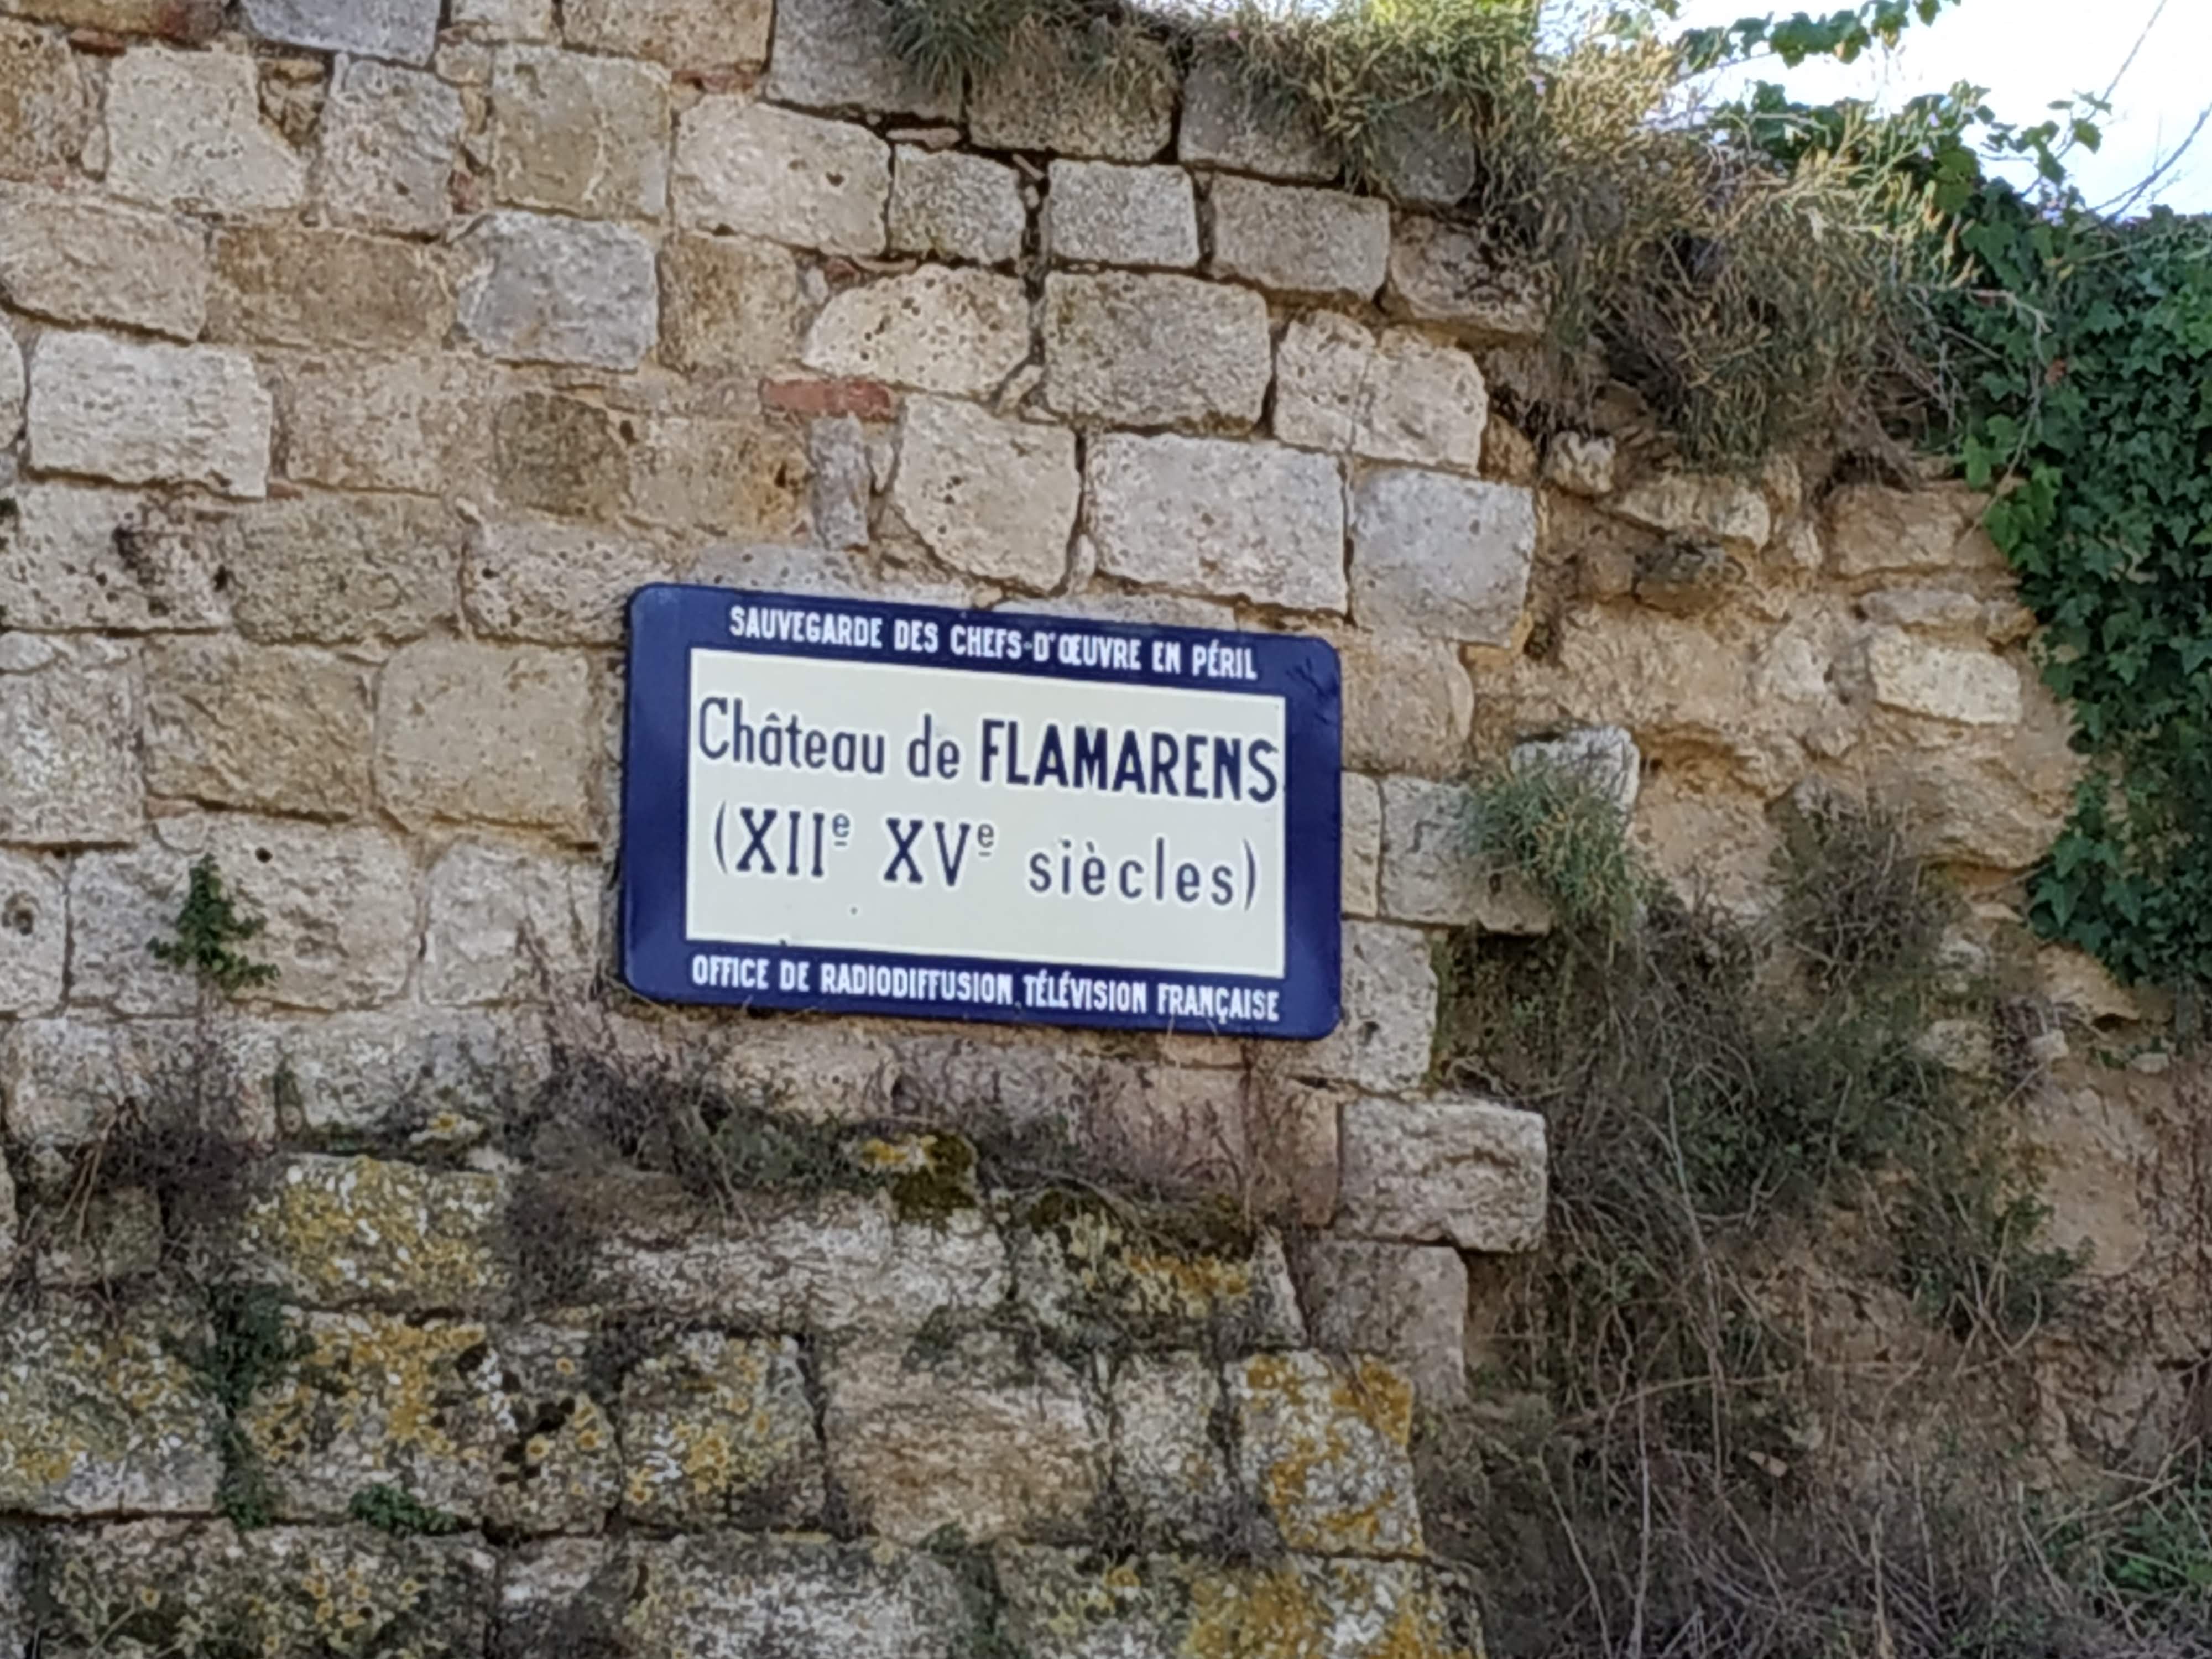 SAUVEGARDE DES CHEFS-D'ŒUVRE EN PÉRIL
Château de FLAMARENS
(XIIe XVe siècles)
OFFICE DE RADIODIFFUSION TÉLÉVISION FRANÇAISE